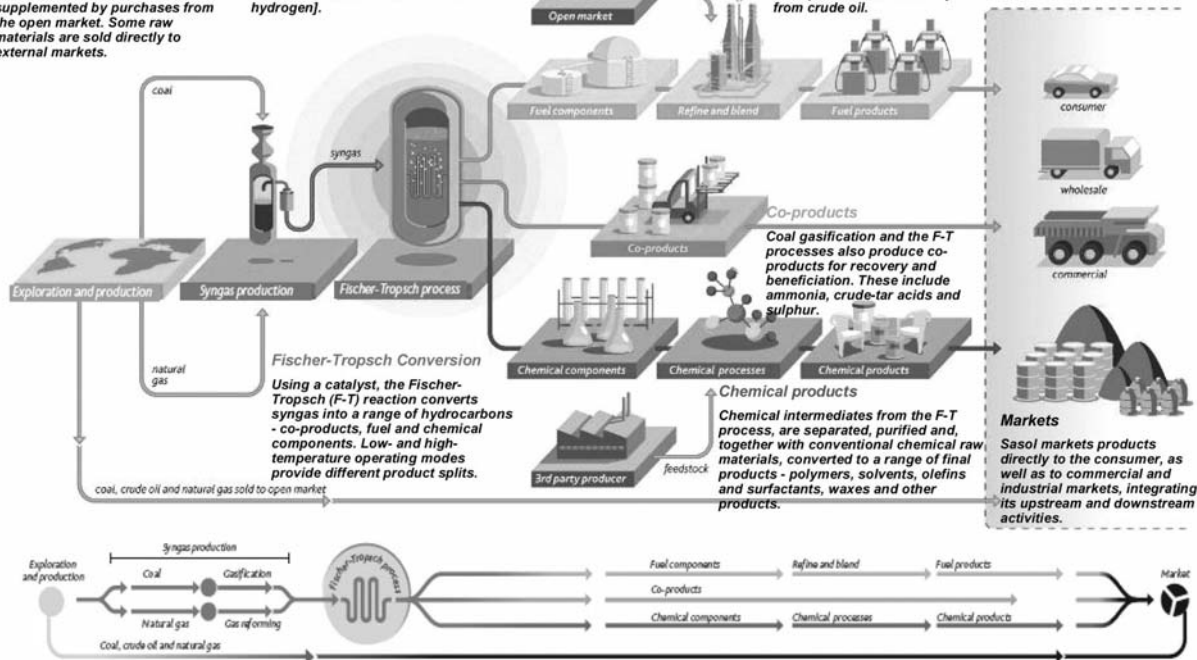 supplemented by purchases from
the open market. Some raw
materials are sold directly to
external markets.
hydrogen].
Open market
from crude oil.
coal
syngas
Fuel components
Refine and blend
Fuel products
consumer
wholesale
commercial
Co-products
Co-products
Coal gasification and the F-T
processes also produce co-
products for recovery and
beneficiation. These include
ammonia, crude-tar acids and
sulphur.
Exploration and production
Syngas production
Fischer-Tropsch process
natural
gas
Fischer-Tropsch Conversion
Using a catalyst, the Fischer-
Tropsch (F-T) reaction converts
syngas into a range of hydrocarbons
- co-products, fuel and chemical
components. Low- and high-
temperature operating modes
provide different product splits.
Chemical components
Chemical processes
Chemical products
3rd party producer
feedstock
Chemical products
Chemical intermediates from the F-T
process, are separated, purified and,
together with conventional chemical raw
materials, converted to a range of final
products - polymers, solvents, olefins
and surfactants, waxes and other
products.
Markets
Sasol markets products
directly to the consumer, as
well as to commercial and
industrial markets, integrating
its upstream and downstream
activities.
coal, crude oil and natural gas sold to open market
Syngas production
Exploration
and production
Coal
Gasification
Natural gas
Gas reforming
Fischer-Tropsch process
Fuel components
Refine and blend
Fuel products
Co-products
Chemical components
Chemical processes
Chemical products
Market
Coal, crude oil and natural gas